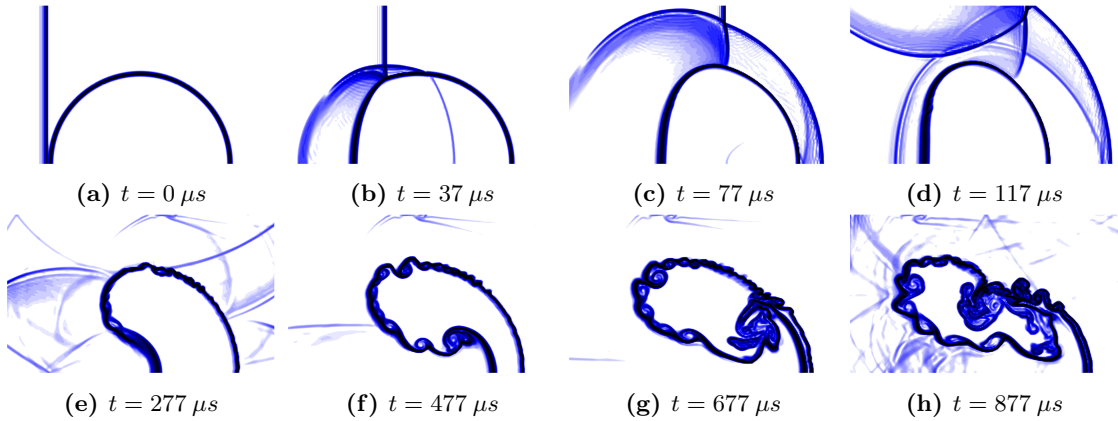 (a) t = 0 μs
(b) t = 37 μs
(c) t = 77 μs
(d) t = 117 μs
(e) t = 277 μs
(f) t = 477 μs
(g) t = 677 μs
(h) t = 877 μs